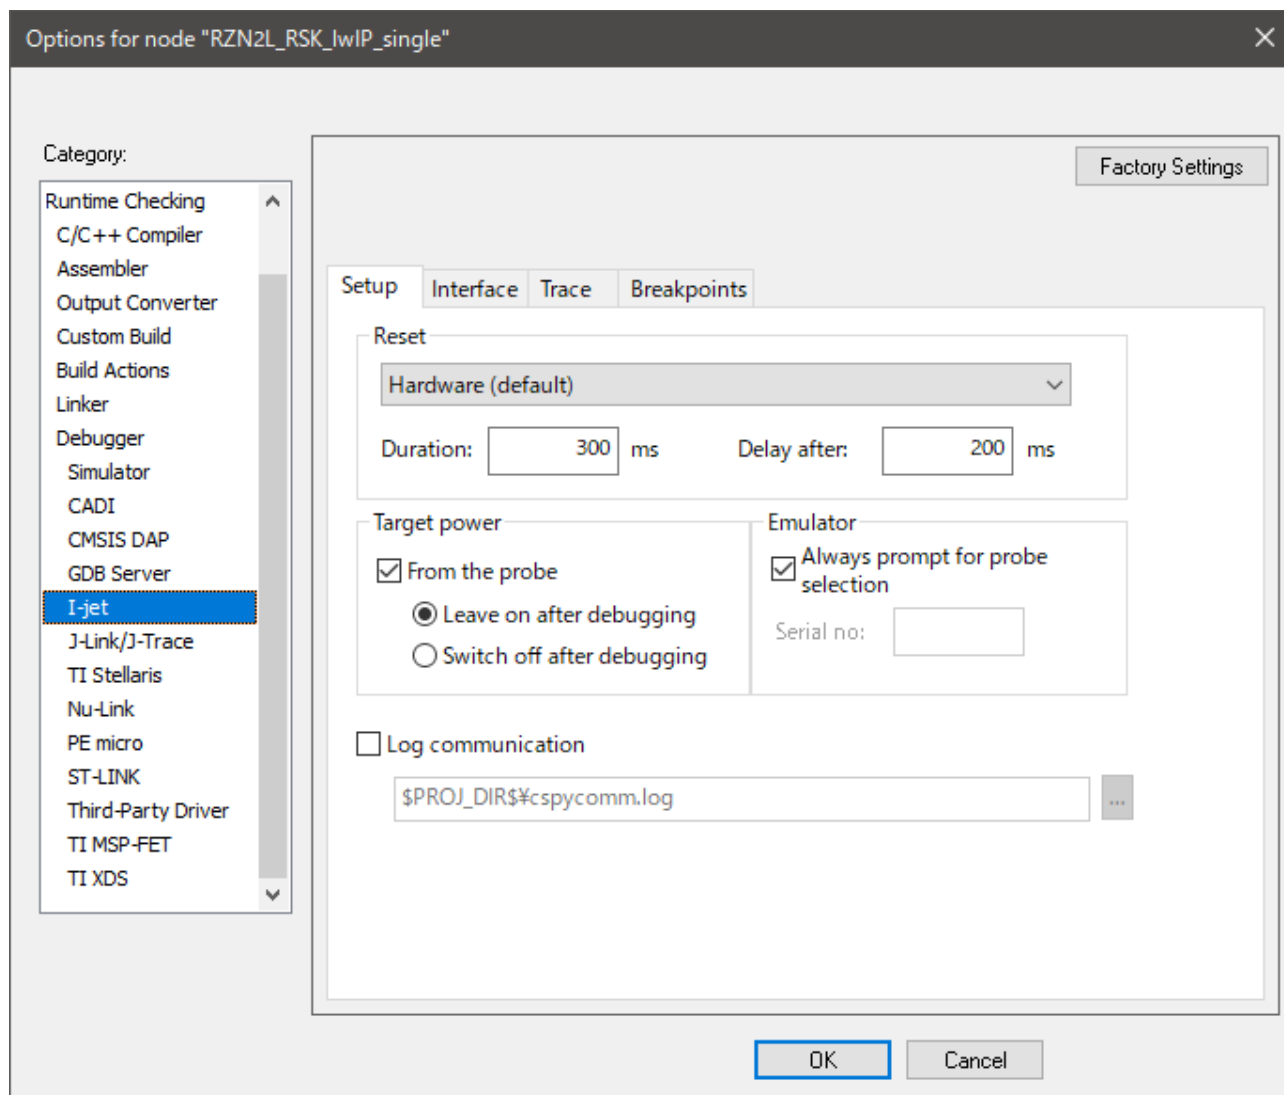 Options for node "RZN2L_RSK_lwIP_single"
Category:
Factory Settings
Runtime Checking
C/C++ Compiler
Assembler
Output Converter
Custom Build
Build Actions
Linker
Debugger
Simulator
CADI
CMSIS DAP
GDB Server
I-jet
J-Link/J-Trace
TI Stellaris
Nu-Link
PE micro
ST-LINK
Third-Party Driver
TI MSP-FET
TI XDS
Setup Interface Trace Breakpoints
Reset
Hardware (default)
Duration: 300 ms Delay after: 200 ms
Target power
From the probe
Leave on after debugging
Switch off after debugging
Emulator
Always prompt for probe
selection
Serial no:
Log communication
$PROJ_DIR$¥cspycomm.log
...
OK Cancel